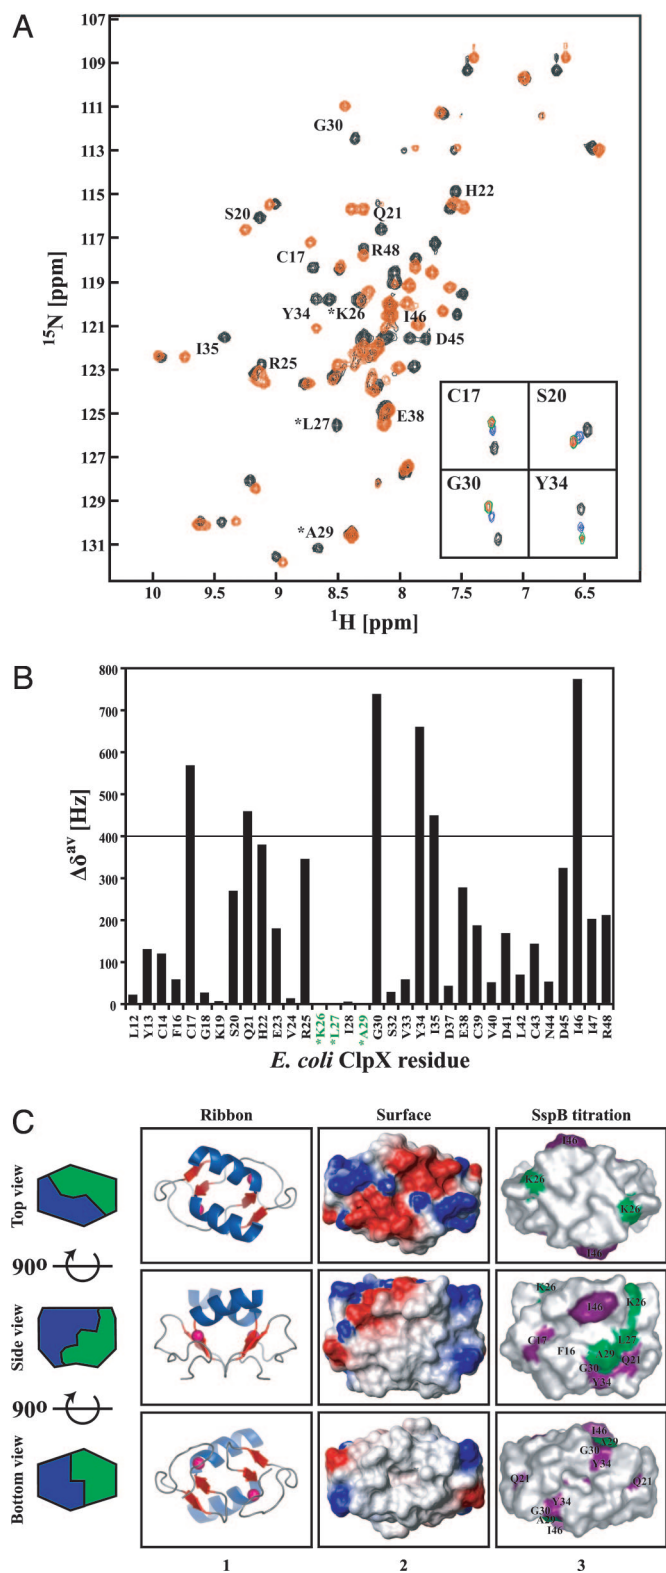 A
107
109
111
113
115
117
119
121
123
125
127
129
131
¹⁵N [ppm]
G30
H22
S20
Q21
C17
R48
Y34
*K26
I46
I35
D45
R25
*L27
E38
*A29
C17
S20
G30
Y34
10
9.5
9
8.5
8
7.5
7
6.5
¹H [ppm]
B
800
700
600
500
400
300
200
100
0
Δδᵃᵛ [Hz]
L12
Y13
C14
F16
C17
G18
K19
S20
Q21
H22
E23
V24
R25
*K26
*L27
I28
*A29
G30
S32
V33
Y34
I35
D37
E38
C39
V40
D41
L42
C43
N44
D45
I46
I47
R48
E. coli ClpX residue
C
Ribbon
Surface
SspB titration
Top view
I46
K26
K26
I46
90º
Side view
K26
K26
I46
C17
L27
F16
A29
Q21
G30
Y34
90º
Bottom view
I46
A29
G30
Y34
Q21
Q21
Y34
G30
A29
I46
1
2
3